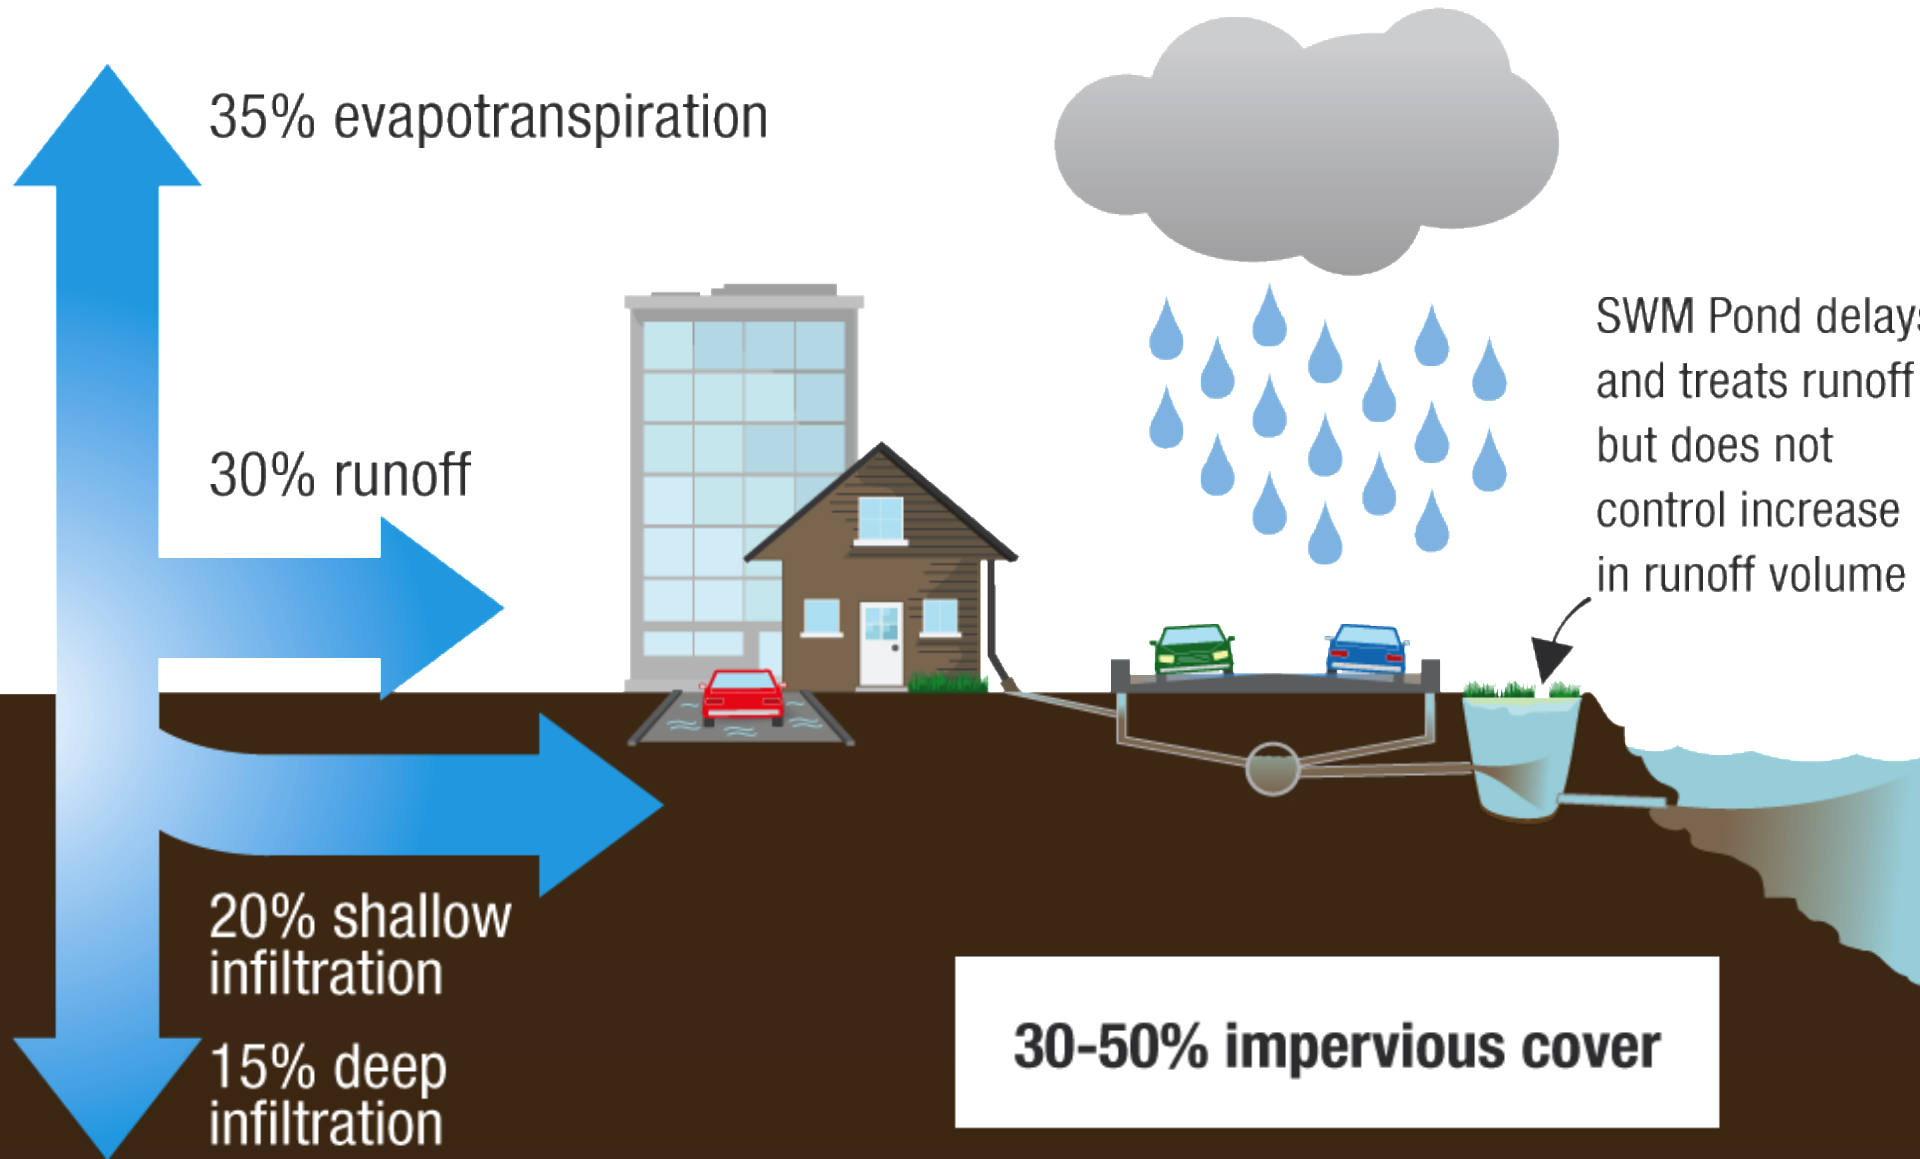 35% evapotranspiration
30% runoff
SWM Pond delays
and treats runoff
but does not
control increase
in runoff volume
20% shallow
infiltration
15% deep
infiltration
30-50% impervious cover